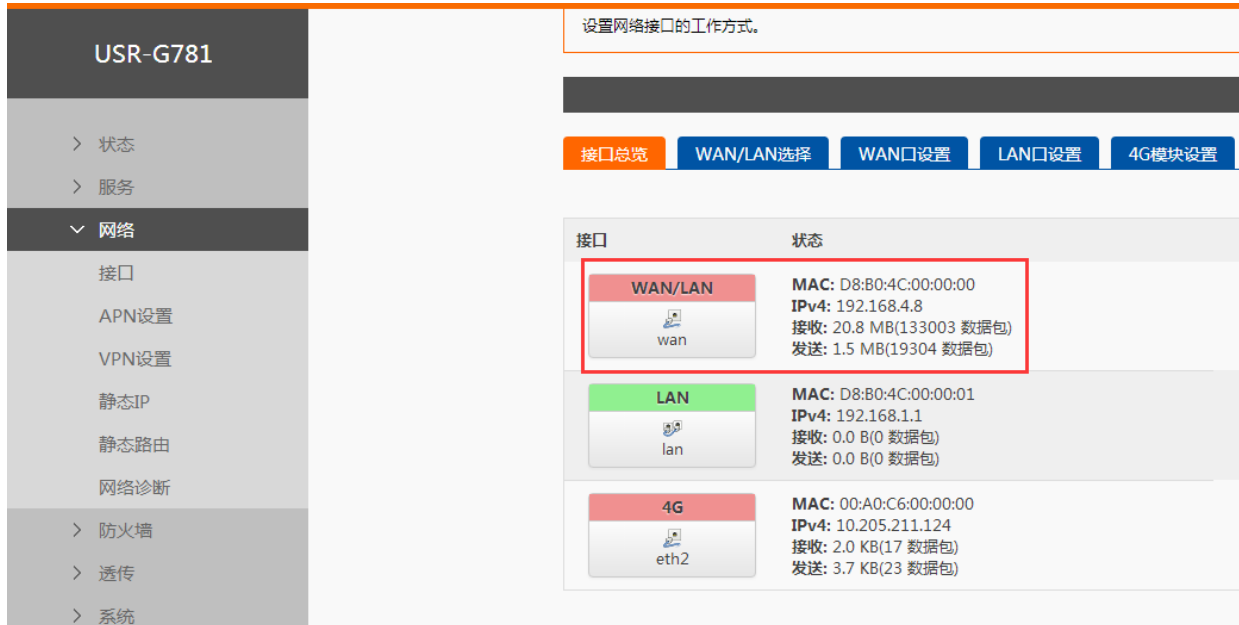 设置网络接口的工作方式。
USR-G781
状态
服务
网络
接口
APN设置
VPN设置
静态IP
静态路由
网络诊断
防火墙
透传
系统
接口总览 WAN/LAN选择 WAN口设置 LAN口设置 4G模块设置
接口 状态
WAN/LAN
wan
MAC: D8:B0:4C:00:00:00
IPv4: 192.168.4.8
接收: 20.8 MB(133003 数据包)
发送: 1.5 MB(19304 数据包)
LAN
lan
MAC: D8:B0:4C:00:00:01
IPv4: 192.168.1.1
接收: 0.0 B(0 数据包)
发送: 0.0 B(0 数据包)
4G
eth2
MAC: 00:A0:C6:00:00:00
IPv4: 10.205.211.124
接收: 2.0 KB(17 数据包)
发送: 3.7 KB(23 数据包)